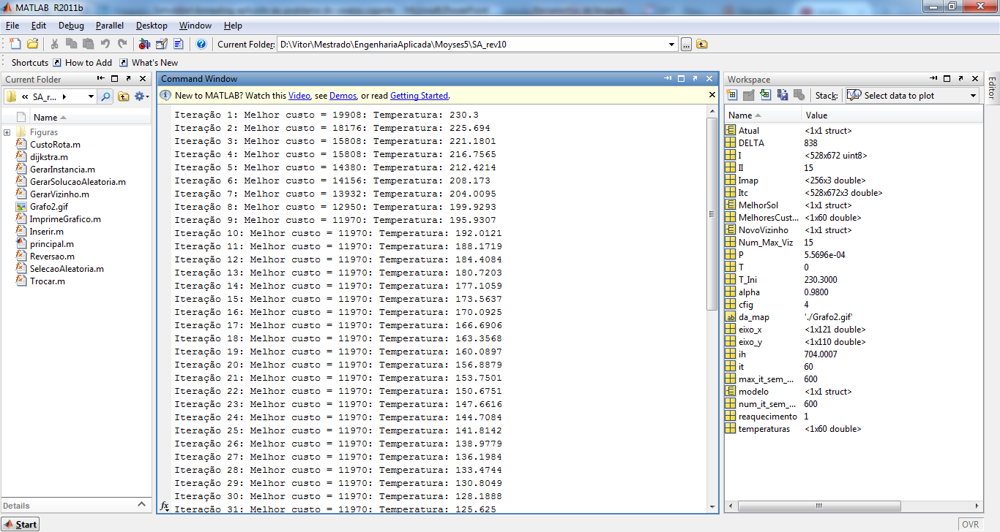 MATLAB R2011b
File Edit Debug Parallel Desktop Window Help
Current Folder: D:\Vitor\Mestrado\EngenhariaAplicada\Moyses5\SA_rev10 ...
Shortcuts How to Add What's New
Current Folder
« SA_r...
Name
Figuras
CustoRota.m
dijkstra.m
GerarInstancia.m
GerarSolucaoAleatoria.m
GerarVizinho.m
Grafo2.gif
ImprimeGrafico.m
Inserir.m
principal.m
Reversao.m
SelecaoAleatoria.m
Trocar.m
Details
Command Window
New to MATLAB? Watch this Video, see Demos, or read Getting Started.
Iteração 1: Melhor custo = 19908: Temperatura: 230.3
Iteração 2: Melhor custo = 18176: Temperatura: 225.694
Iteração 3: Melhor custo = 15808: Temperatura: 221.1801
Iteração 4: Melhor custo = 15808: Temperatura: 216.7565
Iteração 5: Melhor custo = 14380: Temperatura: 212.4214
Iteração 6: Melhor custo = 14156: Temperatura: 208.173
Iteração 7: Melhor custo = 13932: Temperatura: 204.0095
Iteração 8: Melhor custo = 12950: Temperatura: 199.9293
Iteração 9: Melhor custo = 11970: Temperatura: 195.9307
Iteração 10: Melhor custo = 11970: Temperatura: 192.0121
Iteração 11: Melhor custo = 11970: Temperatura: 188.1719
Iteração 12: Melhor custo = 11970: Temperatura: 184.4084
Iteração 13: Melhor custo = 11970: Temperatura: 180.7203
Iteração 14: Melhor custo = 11970: Temperatura: 177.1059
Iteração 15: Melhor custo = 11970: Temperatura: 173.5637
Iteração 16: Melhor custo = 11970: Temperatura: 170.0925
Iteração 17: Melhor custo = 11970: Temperatura: 166.6906
Iteração 18: Melhor custo = 11970: Temperatura: 163.3568
Iteração 19: Melhor custo = 11970: Temperatura: 160.0897
Iteração 20: Melhor custo = 11970: Temperatura: 156.8879
Iteração 21: Melhor custo = 11970: Temperatura: 153.7501
Iteração 22: Melhor custo = 11970: Temperatura: 150.6751
Iteração 23: Melhor custo = 11970: Temperatura: 147.6616
Iteração 24: Melhor custo = 11970: Temperatura: 144.7084
Iteração 25: Melhor custo = 11970: Temperatura: 141.8142
Iteração 26: Melhor custo = 11970: Temperatura: 138.9779
Iteração 27: Melhor custo = 11970: Temperatura: 136.1984
Iteração 28: Melhor custo = 11970: Temperatura: 133.4744
Iteração 29: Melhor custo = 11970: Temperatura: 130.8049
Iteração 30: Melhor custo = 11970: Temperatura: 128.1888
Iteração 31: Melhor custo = 11970: Temperatura: 125.625
fx
Workspace
Stack: Select data to plot
Name Value
Atual <1x1 struct>
DELTA 838
I <528x672 uint8>
II 15
Imap <256x3 double>
Itc <528x672x3 double>
MelhorSol <1x1 struct>
MelhoresCust... <1x60 double>
NovoVizinho <1x1 struct>
Num_Max_Viz 15
P 5.5696e-04
T 0
T_Ini 230.3000
alpha 0.9800
cfig 4
da_map './Grafo2.gif'
eixo_x <1x121 double>
eixo_y <1x110 double>
ih 704.0007
it 60
max_it_sem_... 600
modelo <1x1 struct>
num_it_sem_... 600
reaquecimento 1
temperaturas <1x60 double>
Editor
Start
OVR